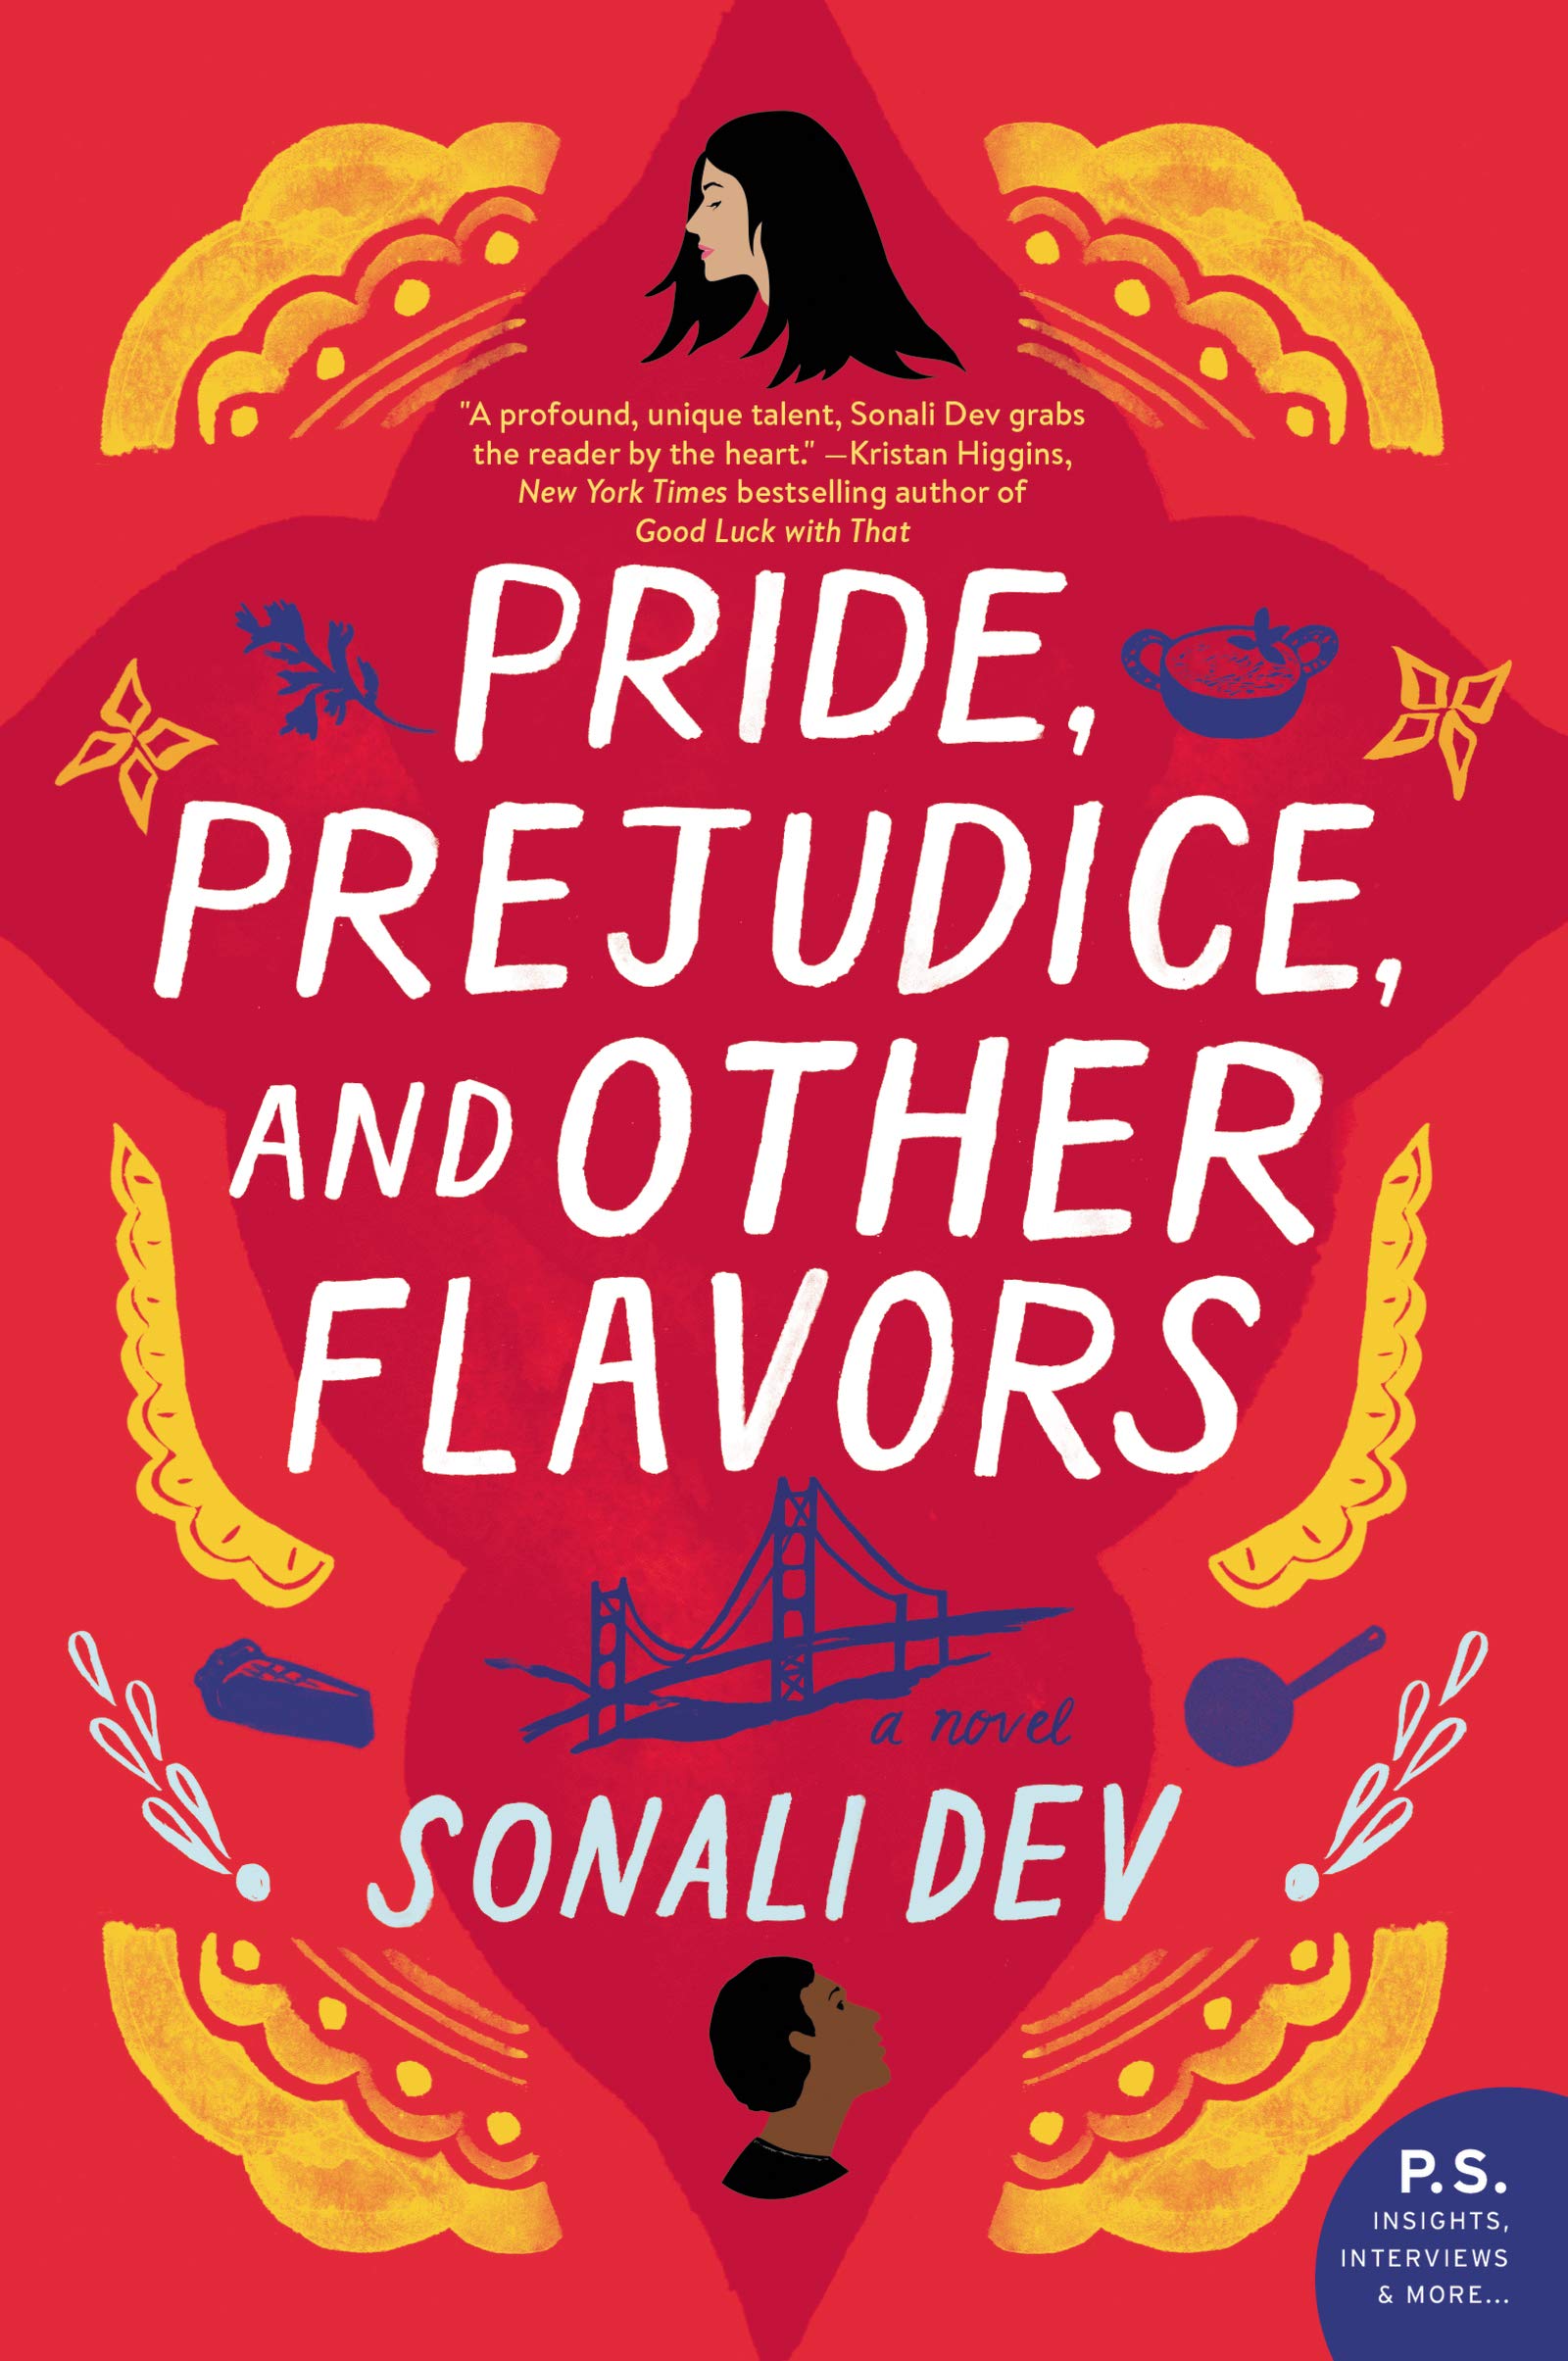 "A profound, unique talent, Sonali Dev grabs
the reader by the heart." —Kristan Higgins,
New York Times bestselling author of
Good Luck with That
PRIDE,
PREJUDICE,
AND OTHER
FLAVORS
a novel
SONALI DEV
P.S.
INSIGHTS,
INTERVIEWS
& MORE...